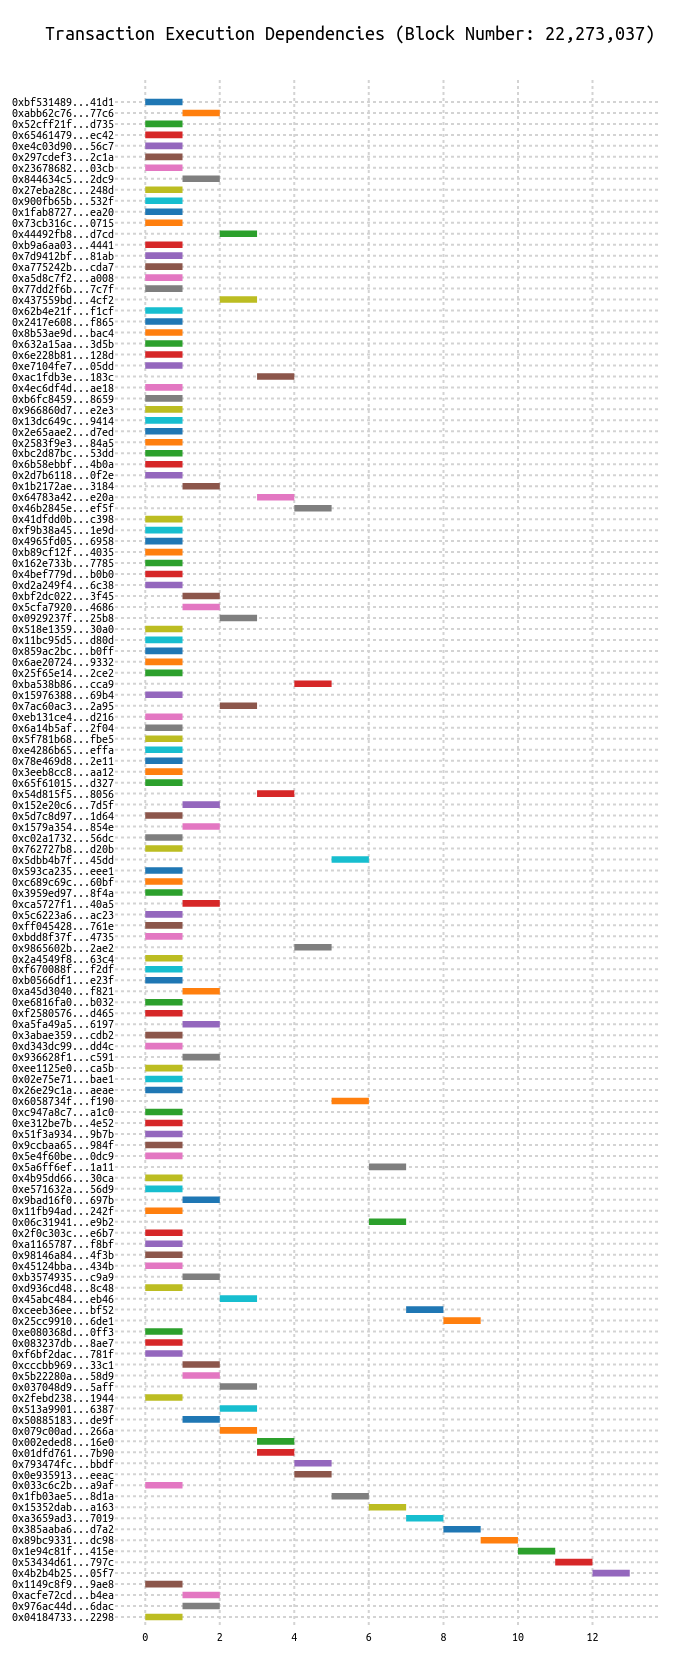 Transaction Execution Dependencies (Block Number: 22,273,037)
0xbf531489...41d1
0xabb62c76...77c6
0x52cff21f...d735
0x65461479...ec42
0xe4c03d90...56c7
0x297cdef3...2c1a
0x23678682...03cb
0x844634c5...2dc9
0x27eba28c...248d
0x900fb65b...532f
0x1fab8727...ea20
0x73cb316c...0715
0x44492fb8...d7cd
0xb9a6aa03...4441
0x7d9412bf...81ab
0xa775242b...cda7
0xa5d8c7f2...a008
0x77dd2f6b...7c7f
0x437559bd...4cf2
0x62b4e21f...f1cf
0x2417e608...f865
0x8b53ae9d...bac4
0x632a15aa...3d5b
0x6e228b81...128d
0xe7104fe7...05dd
0xac1fdb3e...183c
0x4ec6df4d...ae18
0xb6fc8459...8659
0x966860d7...e2e3
0x13dc649c...9414
0x2e65aae2...d7ed
0x2583f9e3...84a5
0xbc2d87bc...53dd
0x6b58ebbf...4b0a
0x2d7b6118...0f2e
0x1b2172ae...3184
0x64783a42...e20a
0x46b2845e...ef5f
0x41dfdd0b...c398
0xf9b38a45...1e9d
0x4965fd05...6958
0xb89cf12f...4035
0x162e733b...7785
0x4bef779d...b0b0
0xd2a249f4...6c38
0xbf2dc022...3f45
0x5cfa7920...4686
0x0929237f...25b8
0x518e1359...30a0
0x11bc95d5...d80d
0x859ac2bc...b0ff
0x6ae20724...9332
0x25f65e14...2ce2
0xba538b86...cca9
0x15976388...69b4
0x7ac60ac3...2a95
0xeb131ce4...d216
0x6a14b5af...2f04
0x5f781b68...fbe5
0xe4286b65...effa
0x78e469d8...2e11
0x3eeb8cc8...aa12
0x65f61015...d327
0x54d815f5...8056
0x152e20c6...7d5f
0x5d7c8d97...1d64
0x1579a354...854e
0xc02a1732...56dc
0x762727b8...d20b
0x5dbb4b7f...45dd
0x593ca235...eee1
0xc689c69c...60bf
0x3959ed97...8f4a
0xca5727f1...40a5
0x5c6223a6...ac23
0xff045428...761e
0xbdd8f37f...4735
0x9865602b...2ae2
0x2a4549f8...63c4
0xf670088f...f2df
0xb0566df1...e23f
0xa45d3040...f821
0xe6816fa0...b032
0xf2580576...d465
0xa5fa49a5...6197
0x3abae359...cdb2
0xd343dc99...dd4c
0x936628f1...c591
0xee1125e0...ca5b
0x02e75e71...bae1
0x26e29c1a...aeae
0x6058734f...f190
0xc947a8c7...a1c0
0xe312be7b...4e52
0x51f3a934...9b7b
0x9ccbaa65...984f
0x5e4f60be...0dc9
0x5a6ff6ef...1a11
0x4b95dd66...30ca
0xe571632a...56d9
0x9bad16f0...697b
0x11fb94ad...242f
0x06c31941...e9b2
0x2f0c303c...e6b7
0xa1165787...f8bf
0x98146a84...4f3b
0x45124bba...434b
0xb3574935...c9a9
0xd936cd48...8c48
0x45abc484...eb46
0xceeb36ee...bf52
0x25cc9910...6de1
0xe080368d...0ff3
0x083237db...8ae7
0xf6bf2dac...781f
0xcccbb969...33c1
0x5b22280a...58d9
0x037048d9...5aff
0x2febd238...1944
0x513a9901...6387
0x50885183...de9f
0x079c00ad...266a
0x002eded8...16e0
0x01dfd761...7b90
0x793474fc...bbdf
0x0e935913...eeac
0x033c6c2b...a9af
0x1fb03ae5...8d1a
0x15352dab...a163
0xa3659ad3...7019
0x385aaba6...d7a2
0x89bc9331...dc98
0x1e94c81f...415e
0x53434d61...797c
0x4b2b4b25...05f7
0x1149c8f9...9ae8
0xacfe72cd...b4ea
0x976ac44d...6dac
0x04184733...2298
0 2 4 6 8 10 12